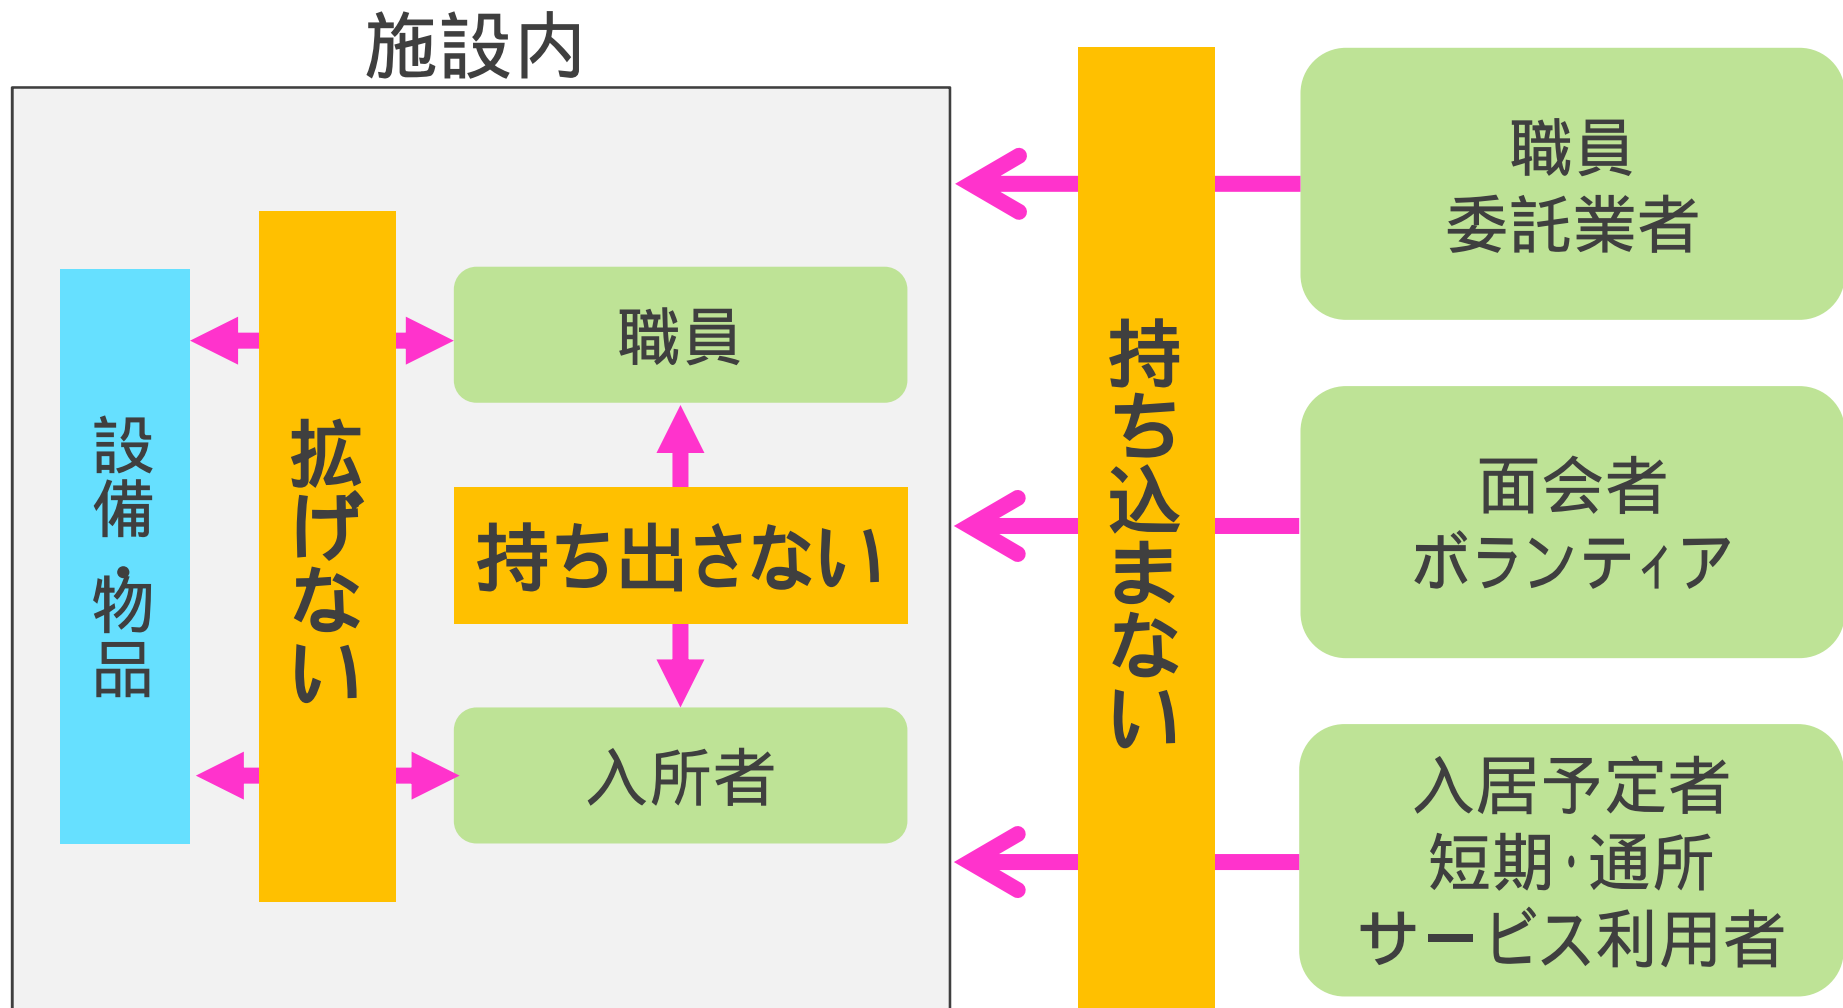 施設内
設備・物品
拡げない
職員
持ち出さない
入所者
持ち込まない
職員
委託業者
面会者
ボランティア
入居予定者
短期・通所
サービス利用者